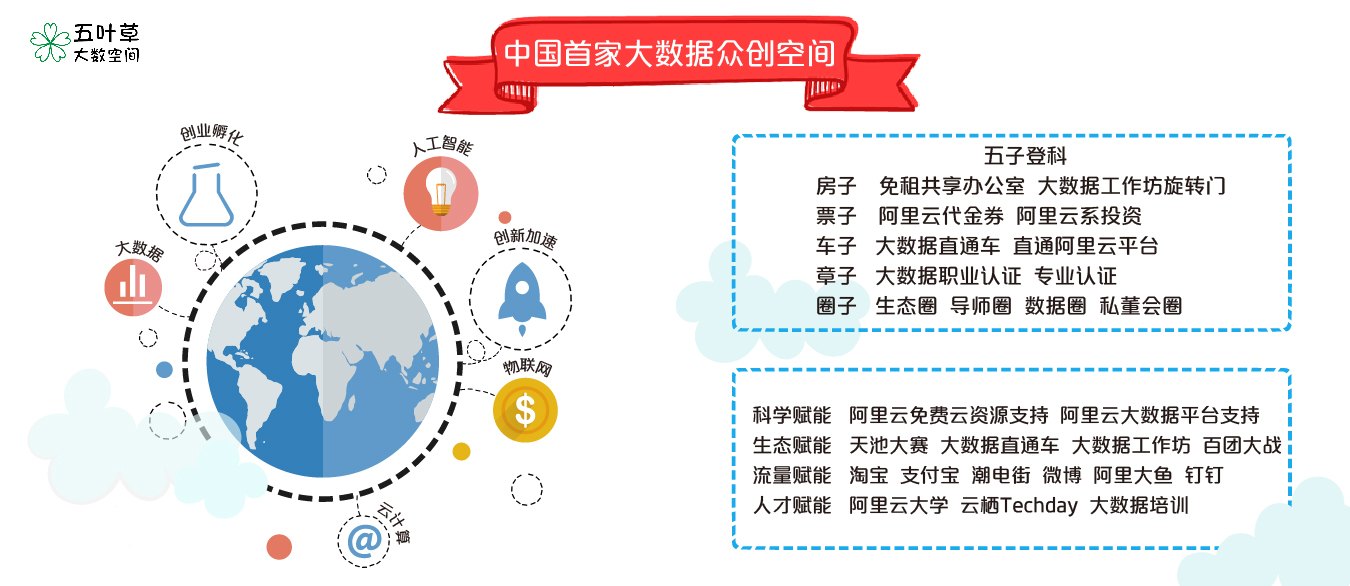 五叶草
大数空间
中国首家大数据众创空间
创业孵化
人工智能
大数据
创新加速
物联网
$
云计算
@
五子登科
房子 免租共享办公室 大数据工作坊旋转门
票子 阿里云代金券 阿里云系投资
车子 大数据直通车 直通阿里云平台
章子 大数据职业认证 专业认证
圈子 生态圈 导师圈 数据圈 私董会圈
科学赋能 阿里云免费云资源支持 阿里云大数据平台支持
生态赋能 天池大赛 大数据直通车 大数据工作坊 百团大战
流量赋能 淘宝 支付宝 潮电街 微博 阿里大鱼 钉钉
人才赋能 阿里云大学 云栖Techday 大数据培训